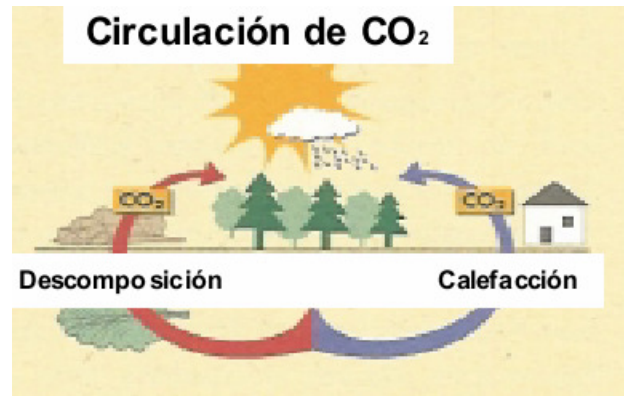 Circulación de CO₂
CO₂
CO₂
Descomposición
Calefacción